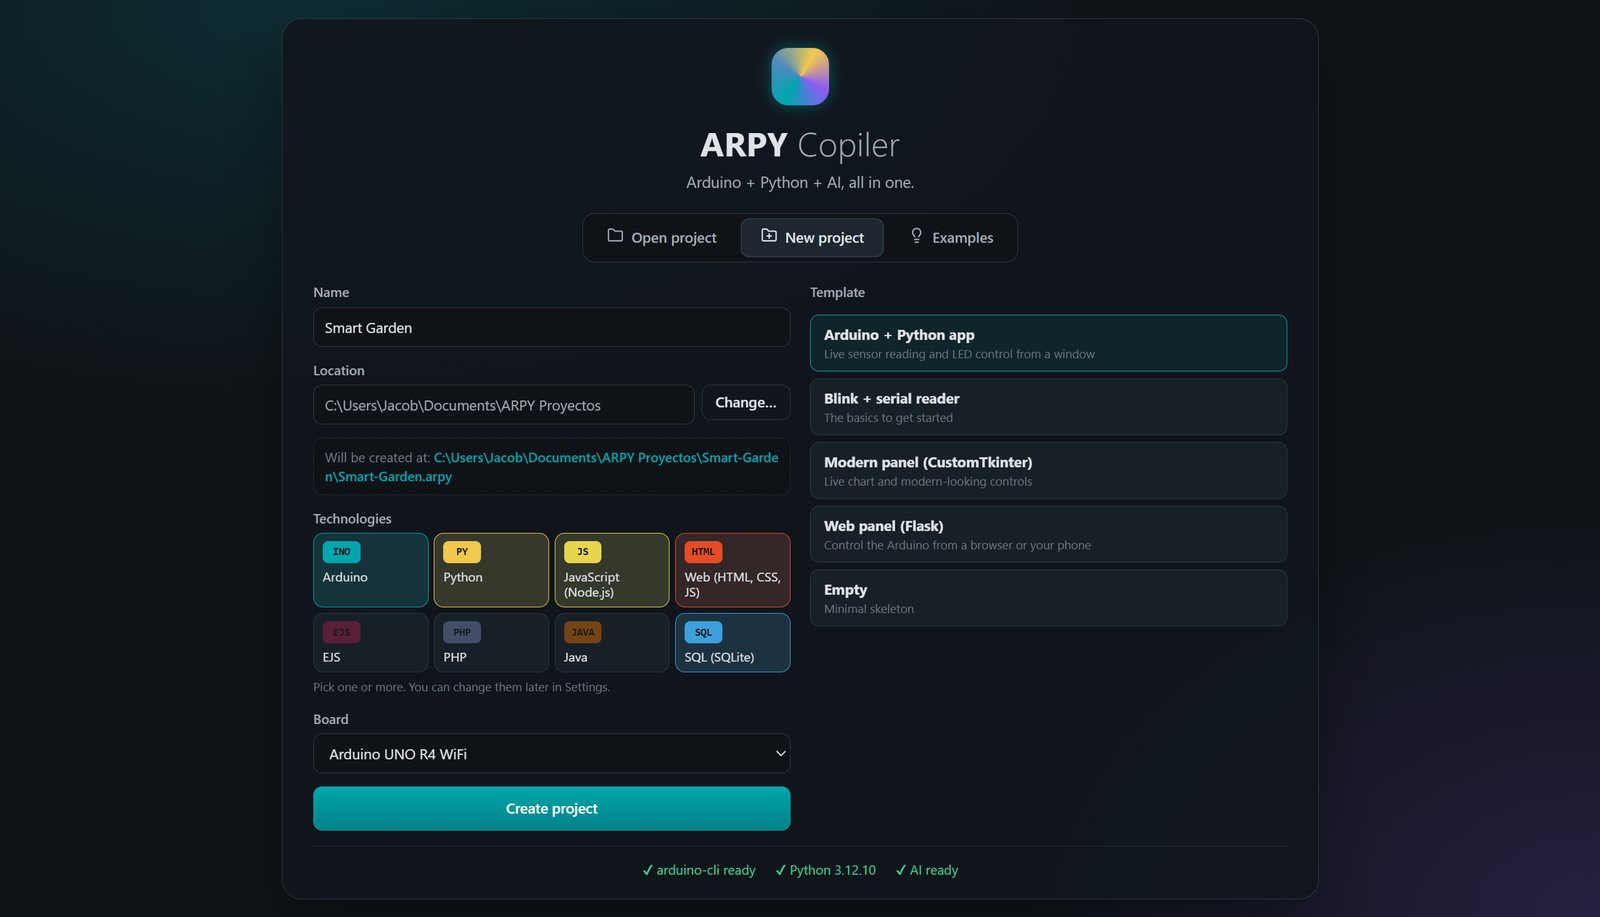 ARPY Copiler
Arduino + Python + AI, all in one.
Open project
New project
Examples
Name
Smart Garden
Location
C:\Users\Jacob\Documents\ARPY Proyectos
Change...
Will be created at: C:\Users\Jacob\Documents\ARPY Proyectos\Smart-Garde
n\Smart-Garden.arpy
Technologies
INO
Arduino
PY
Python
JS
JavaScript
(Node.js)
HTML
Web (HTML, CSS,
JS)
EJS
EJS
PHP
PHP
JAVA
Java
SQL
SQL (SQLite)
Pick one or more. You can change them later in Settings.
Board
Arduino UNO R4 WiFi
Create project
Template
Arduino + Python app
Live sensor reading and LED control from a window
Blink + serial reader
The basics to get started
Modern panel (CustomTkinter)
Live chart and modern-looking controls
Web panel (Flask)
Control the Arduino from a browser or your phone
Empty
Minimal skeleton
✓ arduino-cli ready
✓ Python 3.12.10
✓ AI ready